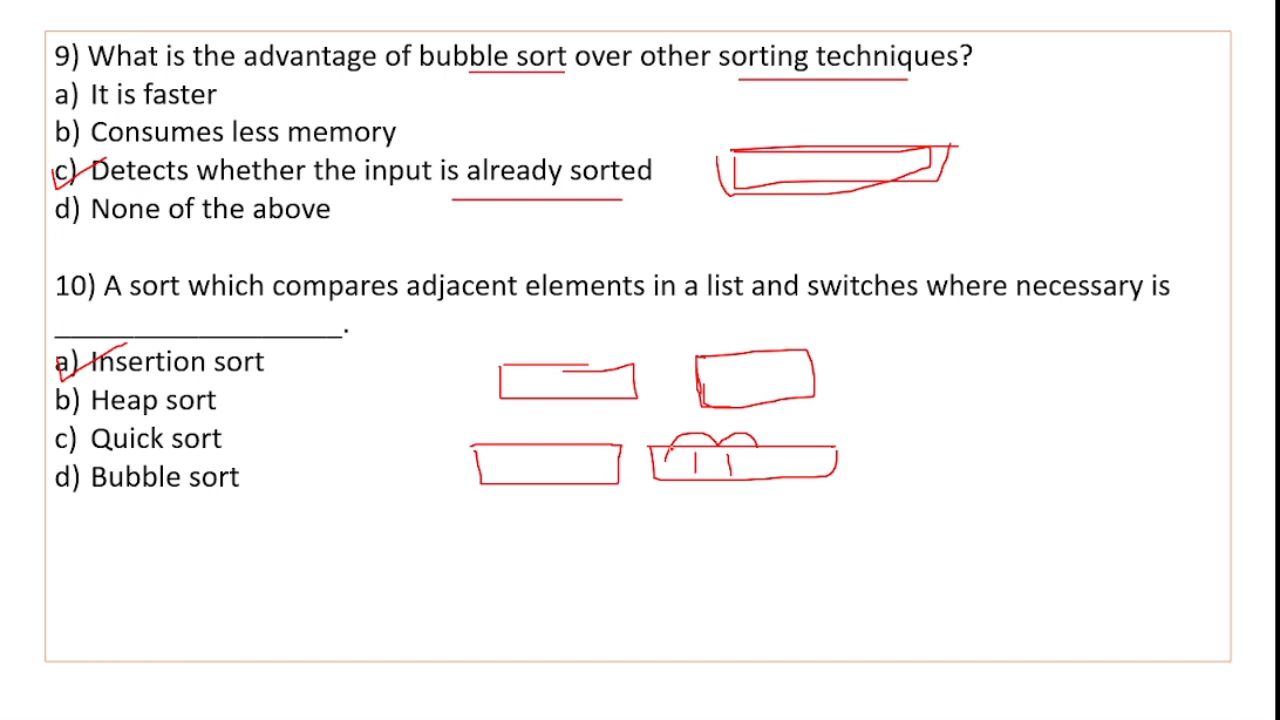 9) What is the advantage of bubble sort over other sorting techniques?
a) It is faster
b) Consumes less memory
c) Detects whether the input is already sorted
d) None of the above
10) A sort which compares adjacent elements in a list and switches where necessary is
____________________.
a) Insertion sort
b) Heap sort
c) Quick sort
d) Bubble sort